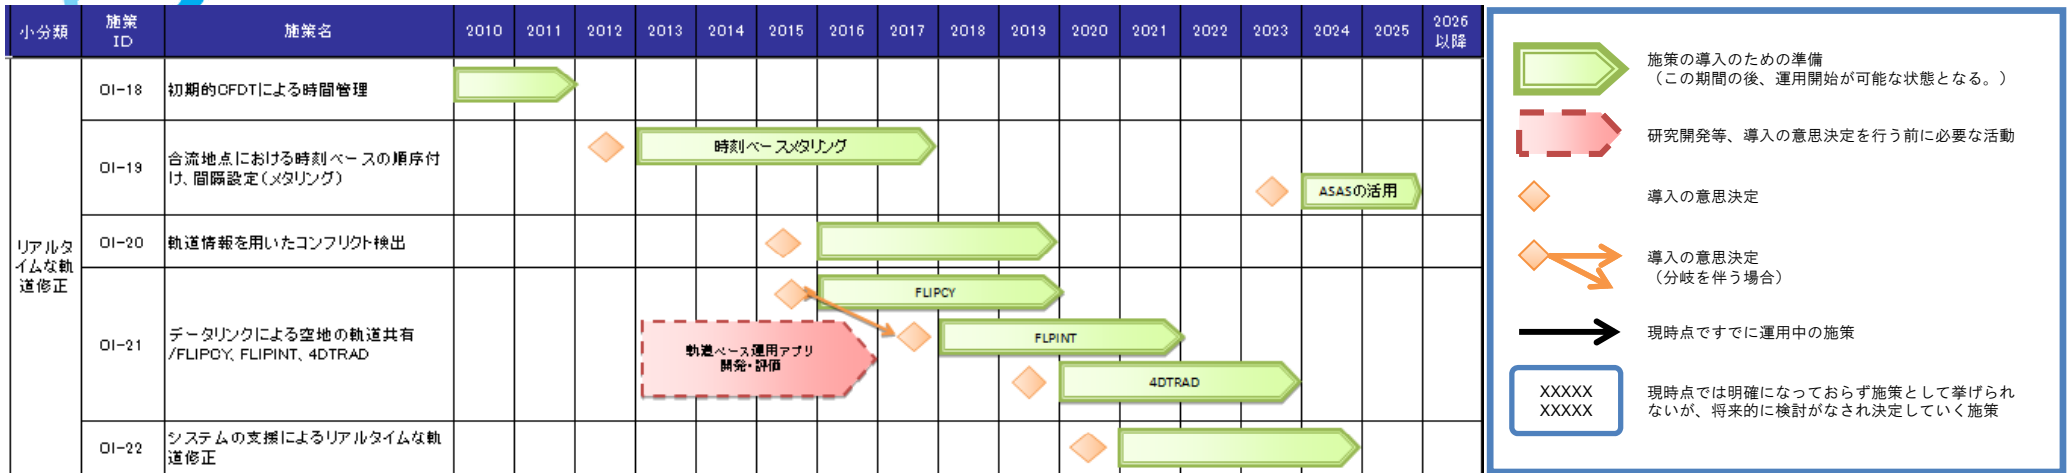 小分類 施策ID 施策名 2010 2011 2012 2013 2014 2015 2016 2017 2018 2019 2020 2021 2022 2023 2024 2025 2026以降
リアルタイムな軌道修正
OI-18 初期的CFDTによる時間管理
OI-19 合流地点における時刻ベースの順序付
け、間隔設定(メタリング)
時刻ベースメタリング
ASASの活用
OI-20 軌道情報を用いたコンフリクト検出
OI-21 データリンクによる空地の軌道共有
/FLIPCY, FLIPINT, 4DTRAD
軌道ベース運用アプリ
開発・評価
FLIPCY
FLPINT
4DTRAD
OI-22 システムの支援によるリアルタイムな軌
道修正
施策の導入のための準備
(この期間の後、運用開始が可能な状態となる。)
研究開発等、導入の意思決定を行う前に必要な活動
導入の意思決定
導入の意思決定
(分岐を伴う場合)
現時点ですでに運用中の施策
XXXXX
XXXXX
現時点では明確になっておらず施策として挙げられ
ないが、将来的に検討がなされ決定していく施策